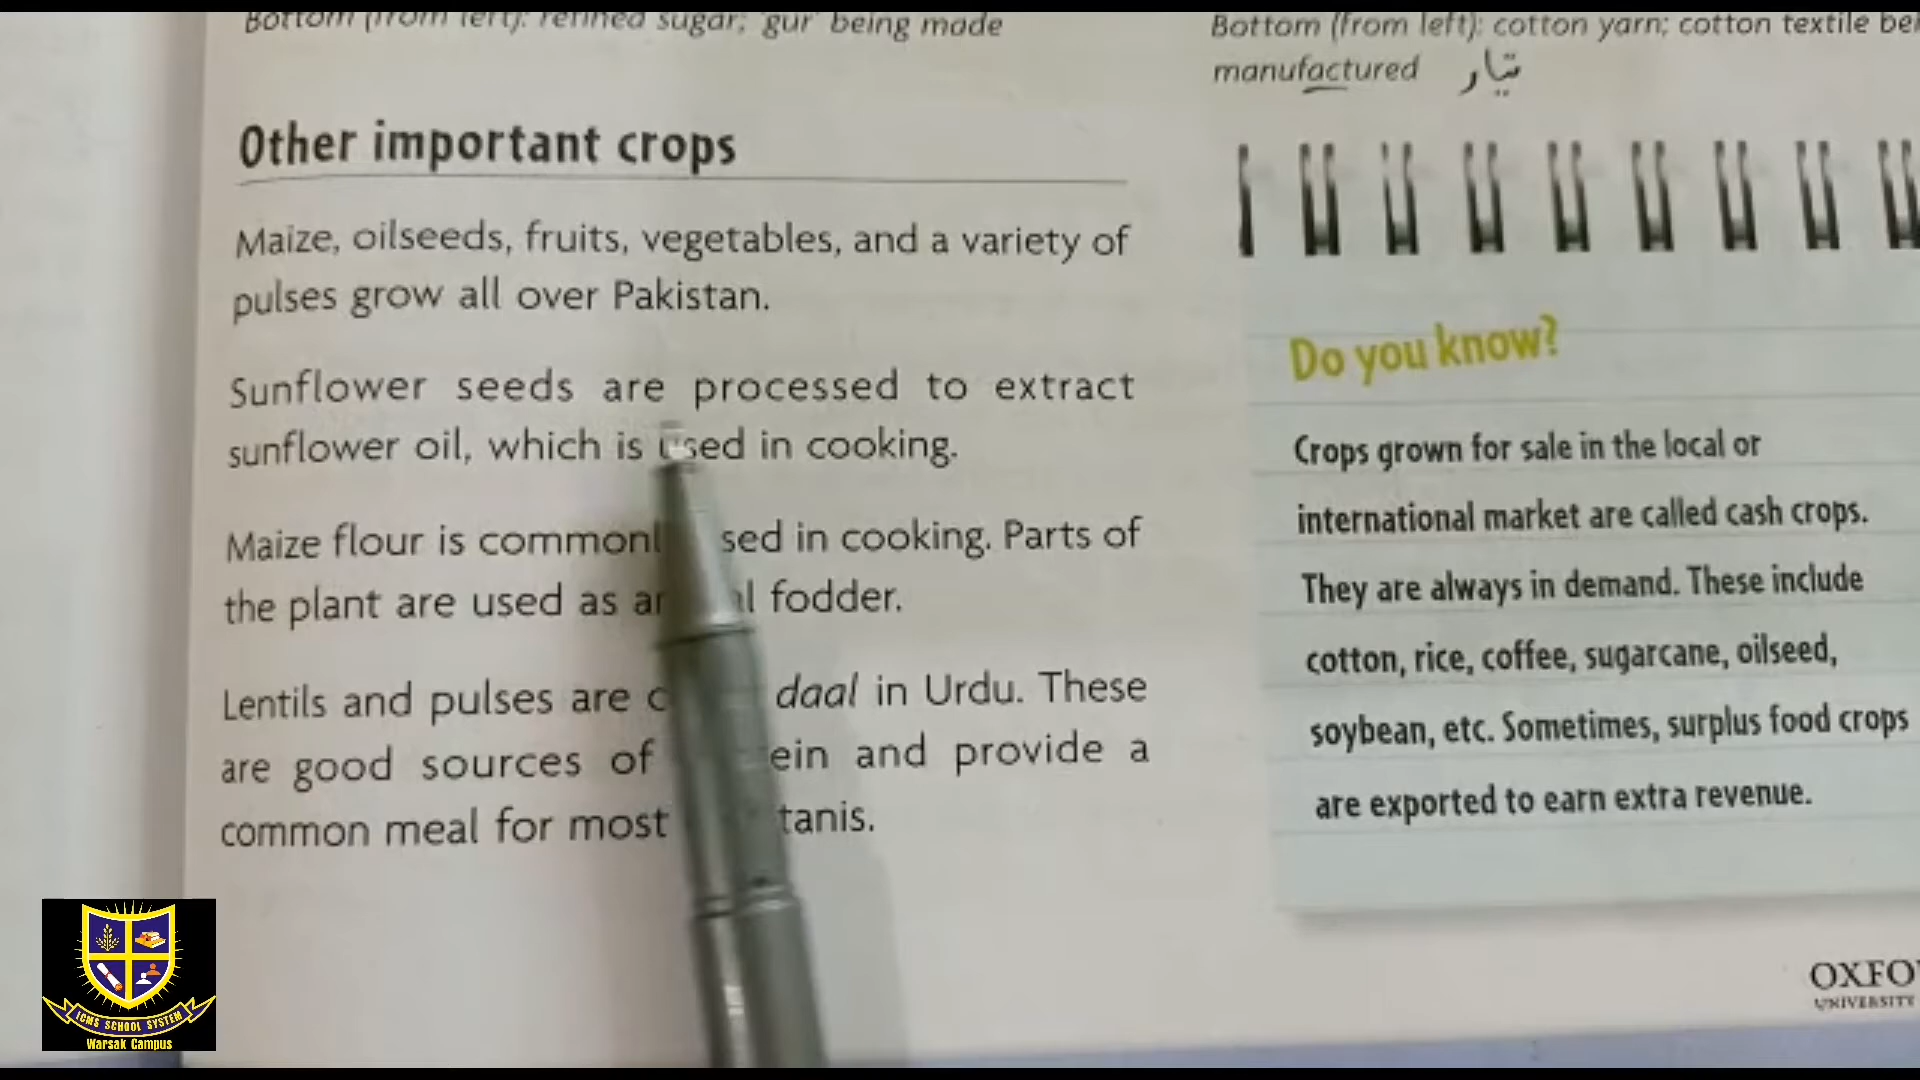 Bottom (from left): refined sugar; 'gur' being made
Other important crops
Maize, oilseeds, fruits, vegetables, and a variety of
pulses grow all over Pakistan.
Sunflower seeds are processed to extract
sunflower oil, which is used in cooking.
Maize flour is commonl sed in cooking. Parts of
the plant are used as an l fodder.
Lentils and pulses are c daal in Urdu. These
are good sources of ein and provide a
common meal for most tanis.
Bottom (from left): cotton yarn; cotton textile bei
manufactured تیار
Do you know?
Crops grown for sale in the local or
international market are called cash crops.
They are always in demand. These include
cotton, rice, coffee, sugarcane, oilseed,
soybean, etc. Sometimes, surplus food crops
are exported to earn extra revenue.
OXFO
UNIVERSITY
ICMS SCHOOL SYSTEM
Warsak Campus